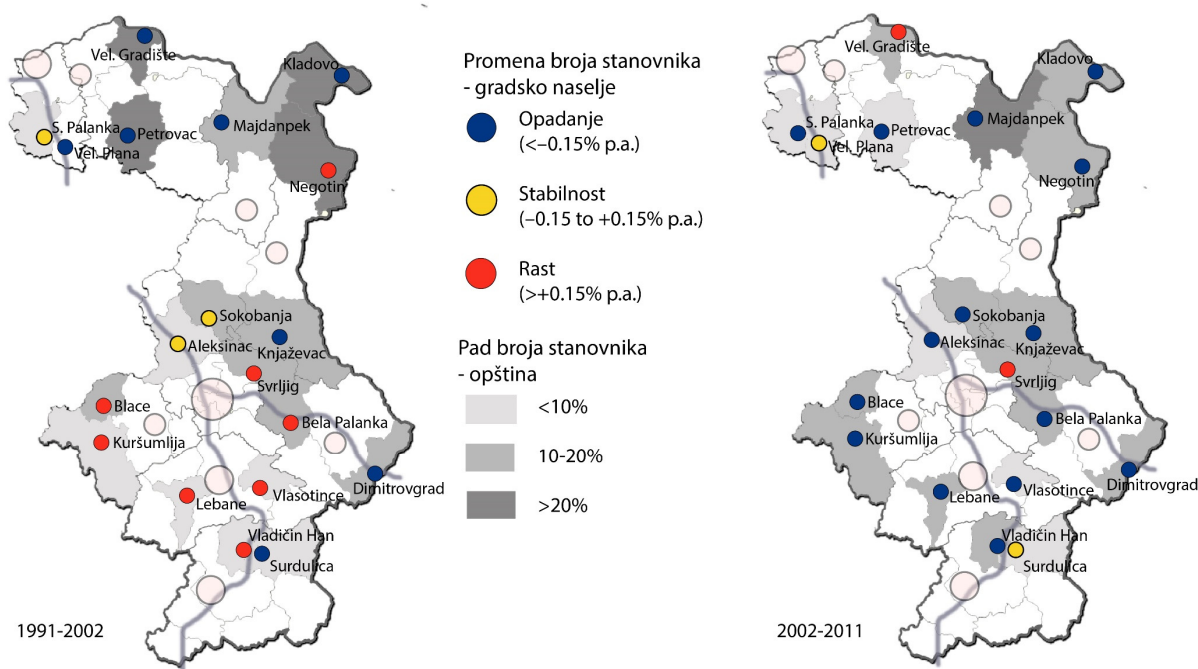 Vel. Gradište
Kladovo
S. Palanka
Petrovac
Majdanpek
Vel. Plana
Negotin
Sokobanja
Aleksinac
Knjaževac
Svrljig
Blace
Bela Palanka
Kuršumlija
Dimitrovgrad
Lebane
Vlasotince
Vladičin Han
Surdulica
1991-2002
Promena broja stanovnika
- gradsko naselje
Opadanje
(<–0.15% p.a.)
Stabilnost
(–0.15 to +0.15% p.a.)
Rast
(>+0.15% p.a.)
Pad broja stanovnika
- opština
<10%
10-20%
>20%
Vel. Gradište
Kladovo
S. Palanka
Petrovac
Majdanpek
Vel. Plana
Negotin
Sokobanja
Aleksinac
Knjaževac
Svrljig
Blace
Bela Palanka
Kuršumlija
Dimitrovgrad
Lebane
Vlasotince
Vladičin Han
Surdulica
2002-2011